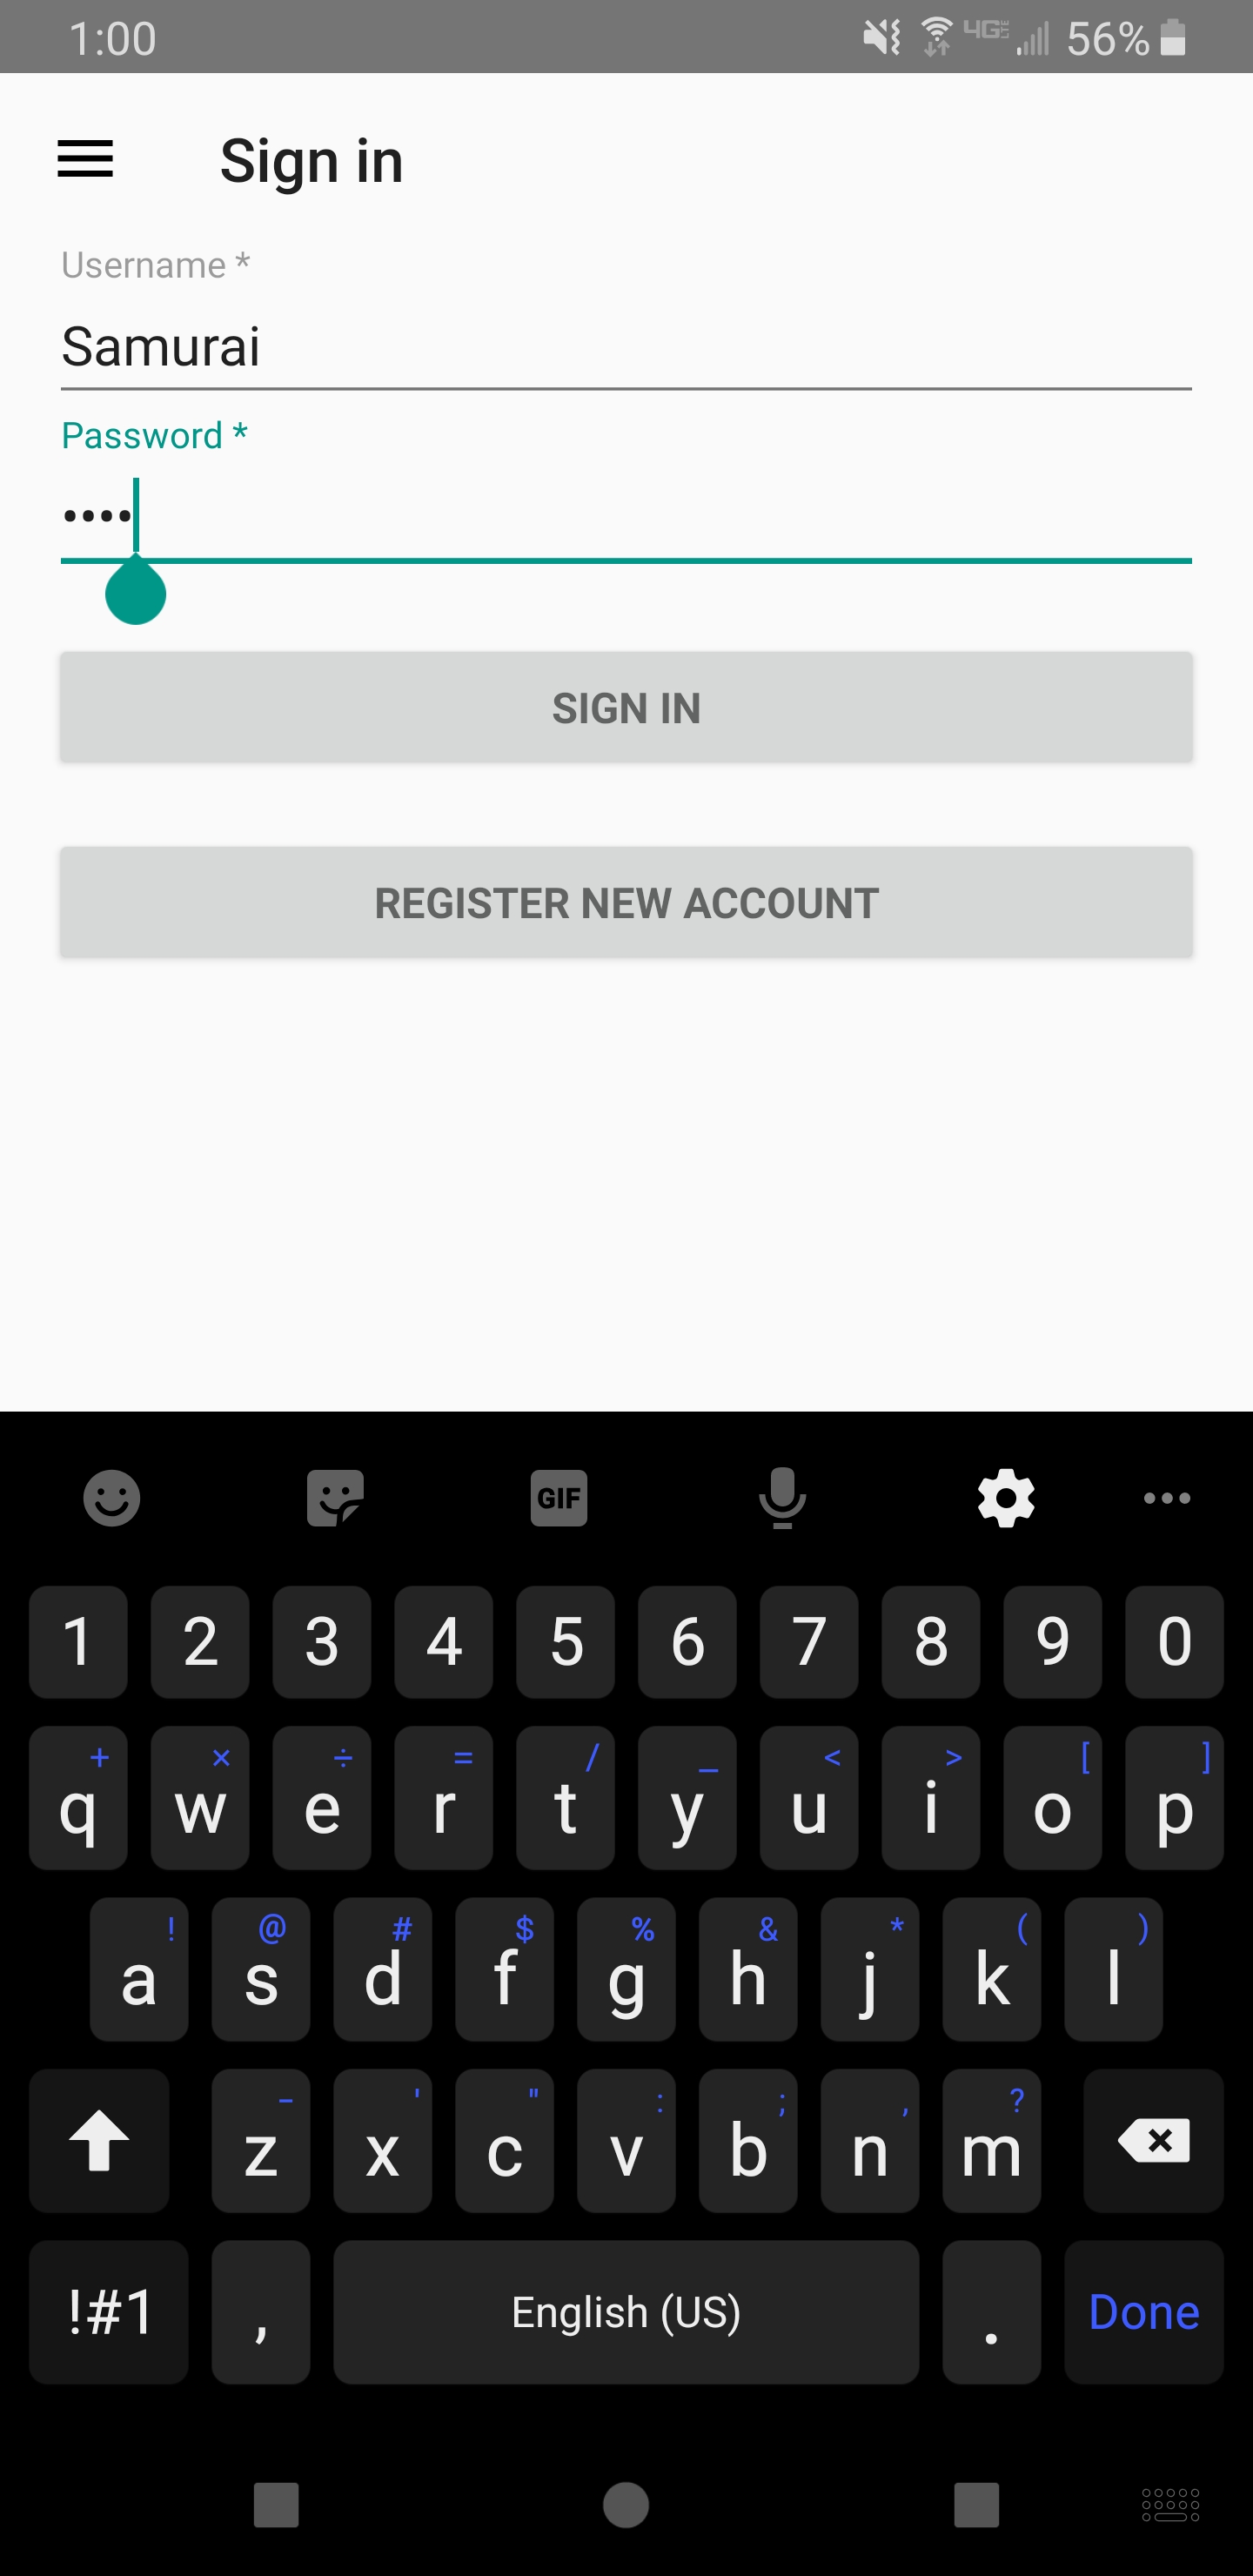 1:00 4G LTE 56%
Sign in
Username *
Samurai
Password *
••••
SIGN IN
REGISTER NEW ACCOUNT
GIF
1 2 3 4 5 6 7 8 9 0
+ × ÷ = / _ < > [ ]
q w e r t y u i o p
! @ # $ % & * ( )
a s d f g h j k l
- ' " : ; , ?
z x c v b n m
!#1 , English (US) . Done